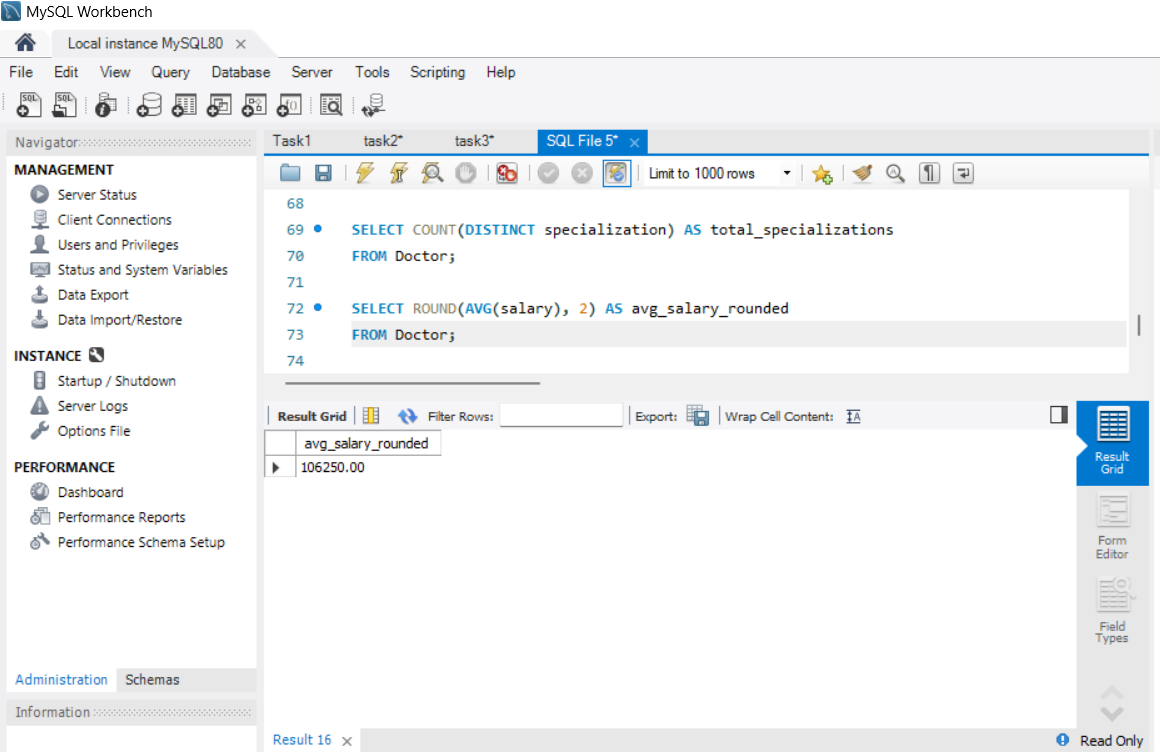 MySQL Workbench
Local instance MySQL80
File Edit View Query Database Server Tools Scripting Help
SQL SQL
Navigator
MANAGEMENT
Server Status
Client Connections
Users and Privileges
Status and System Variables
Data Export
Data Import/Restore
INSTANCE
Startup / Shutdown
Server Logs
Options File
PERFORMANCE
Dashboard
Performance Reports
Performance Schema Setup
Administration Schemas
Information
Task1 task2* task3* SQL File 5*
Limit to 1000 rows
68
69 SELECT COUNT(DISTINCT specialization) AS total_specializations
70 FROM Doctor;
71
72 SELECT ROUND(AVG(salary), 2) AS avg_salary_rounded
73 FROM Doctor;
74
Result Grid Filter Rows: Export: Wrap Cell Content:
avg_salary_rounded
106250.00
Result
Grid
Form
Editor
Field
Types
Result 16
Read Only